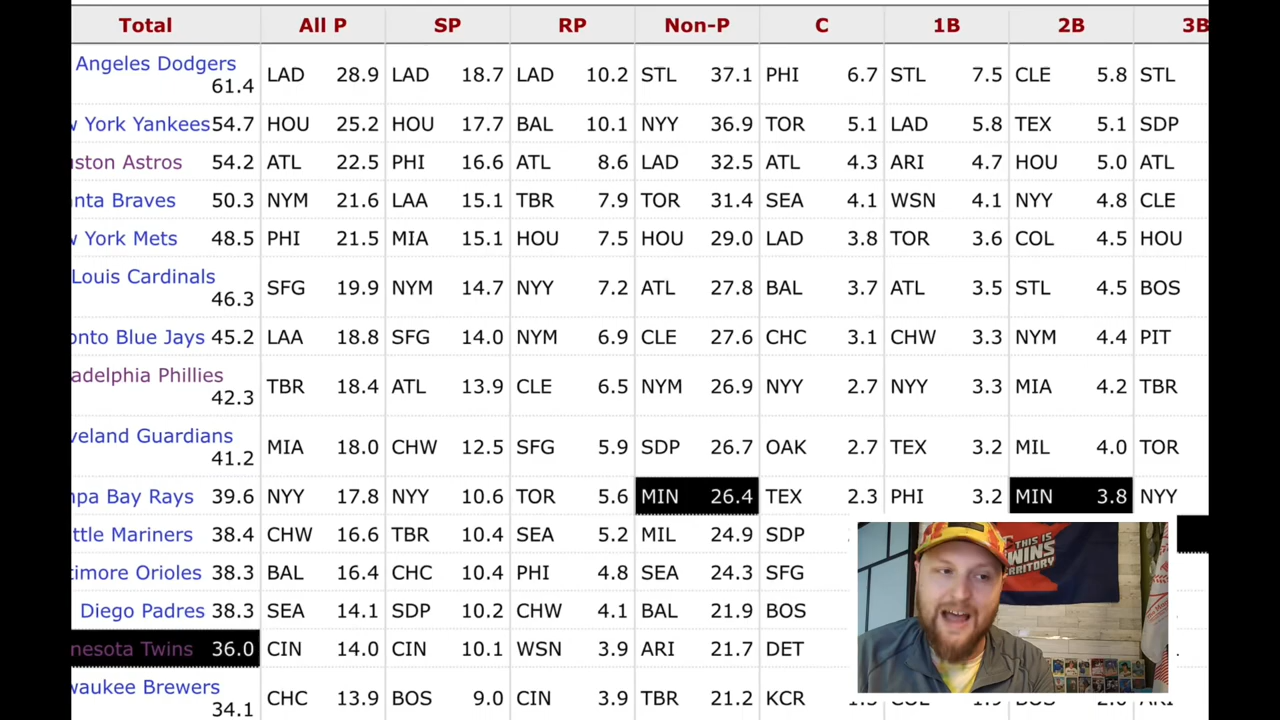 Total All P SP RP Non-P C 1B 2B 3B
Angeles Dodgers
61.4 LAD 28.9 LAD 18.7 LAD 10.2 STL 37.1 PHI 6.7 STL 7.5 CLE 5.8 STL
w York Yankees 54.7 HOU 25.2 HOU 17.7 BAL 10.1 NYY 36.9 TOR 5.1 LAD 5.8 TEX 5.1 SDP
uston Astros 54.2 ATL 22.5 PHI 16.6 ATL 8.6 LAD 32.5 ATL 4.3 ARI 4.7 HOU 5.0 ATL
anta Braves 50.3 NYM 21.6 LAA 15.1 TBR 7.9 TOR 31.4 SEA 4.1 WSN 4.1 NYY 4.8 CLE
w York Mets 48.5 PHI 21.5 MIA 15.1 HOU 7.5 HOU 29.0 LAD 3.8 TOR 3.6 COL 4.5 HOU
Louis Cardinals
46.3 SFG 19.9 NYM 14.7 NYY 7.2 ATL 27.8 BAL 3.7 ATL 3.5 STL 4.5 BOS
onto Blue Jays 45.2 LAA 18.8 SFG 14.0 NYM 6.9 CLE 27.6 CHC 3.1 CHW 3.3 NYM 4.4 PIT
adelphia Phillies
42.3 TBR 18.4 ATL 13.9 CLE 6.5 NYM 26.9 NYY 2.7 NYY 3.3 MIA 4.2 TBR
veland Guardians
41.2 MIA 18.0 CHW 12.5 SFG 5.9 SDP 26.7 OAK 2.7 TEX 3.2 MIL 4.0 TOR
mpa Bay Rays 39.6 NYY 17.8 NYY 10.6 TOR 5.6 MIN 26.4 TEX 2.3 PHI 3.2 MIN 3.8 NYY
ttle Mariners 38.4 CHW 16.6 TBR 10.4 SEA 5.2 MIL 24.9 SDP
timore Orioles 38.3 BAL 16.4 CHC 10.4 PHI 4.8 SEA 24.3 SFG
Diego Padres 38.3 SEA 14.1 SDP 10.2 CHW 4.1 BAL 21.9 BOS
nesota Twins 36.0 CIN 14.0 CIN 10.1 WSN 3.9 ARI 21.7 DET
waukee Brewers
34.1 CHC 13.9 BOS 9.0 CIN 3.9 TBR 21.2 KCR
THIS IS
TWINS
TERRITORY